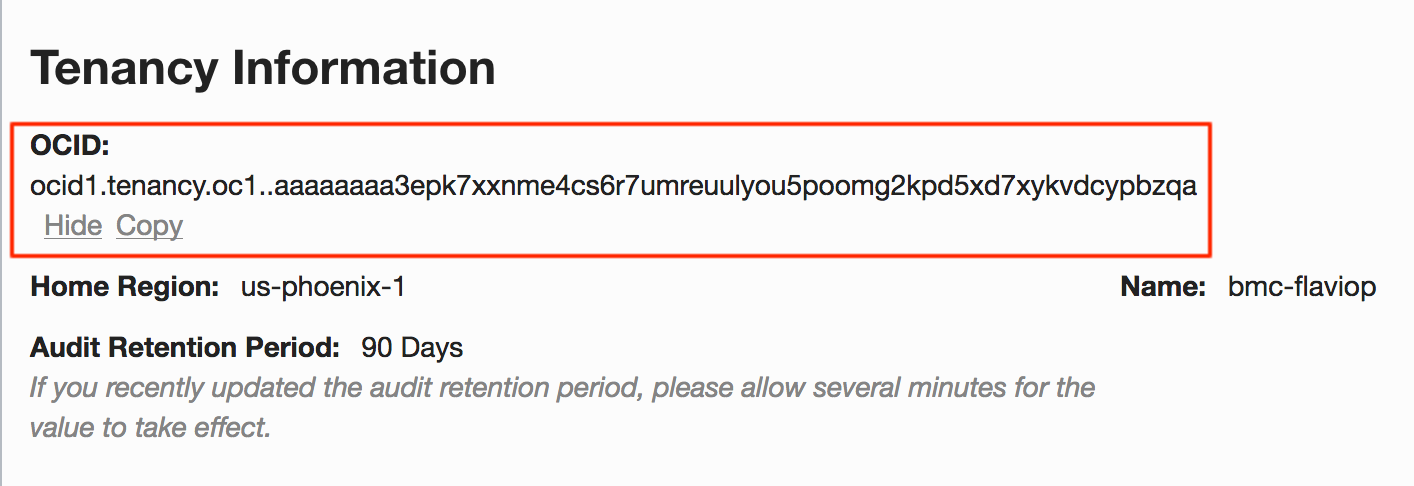 Tenancy Information
OCID:
ocid1.tenancy.oc1..aaaaaaaa3epk7xxnme4cs6r7umreuulyou5poomg2kpd5xd7xykvdcypbzqa
Hide Copy
Home Region: us-phoenix-1 Name: bmc-flaviop
Audit Retention Period: 90 Days
If you recently updated the audit retention period, please allow several minutes for the
value to take effect.